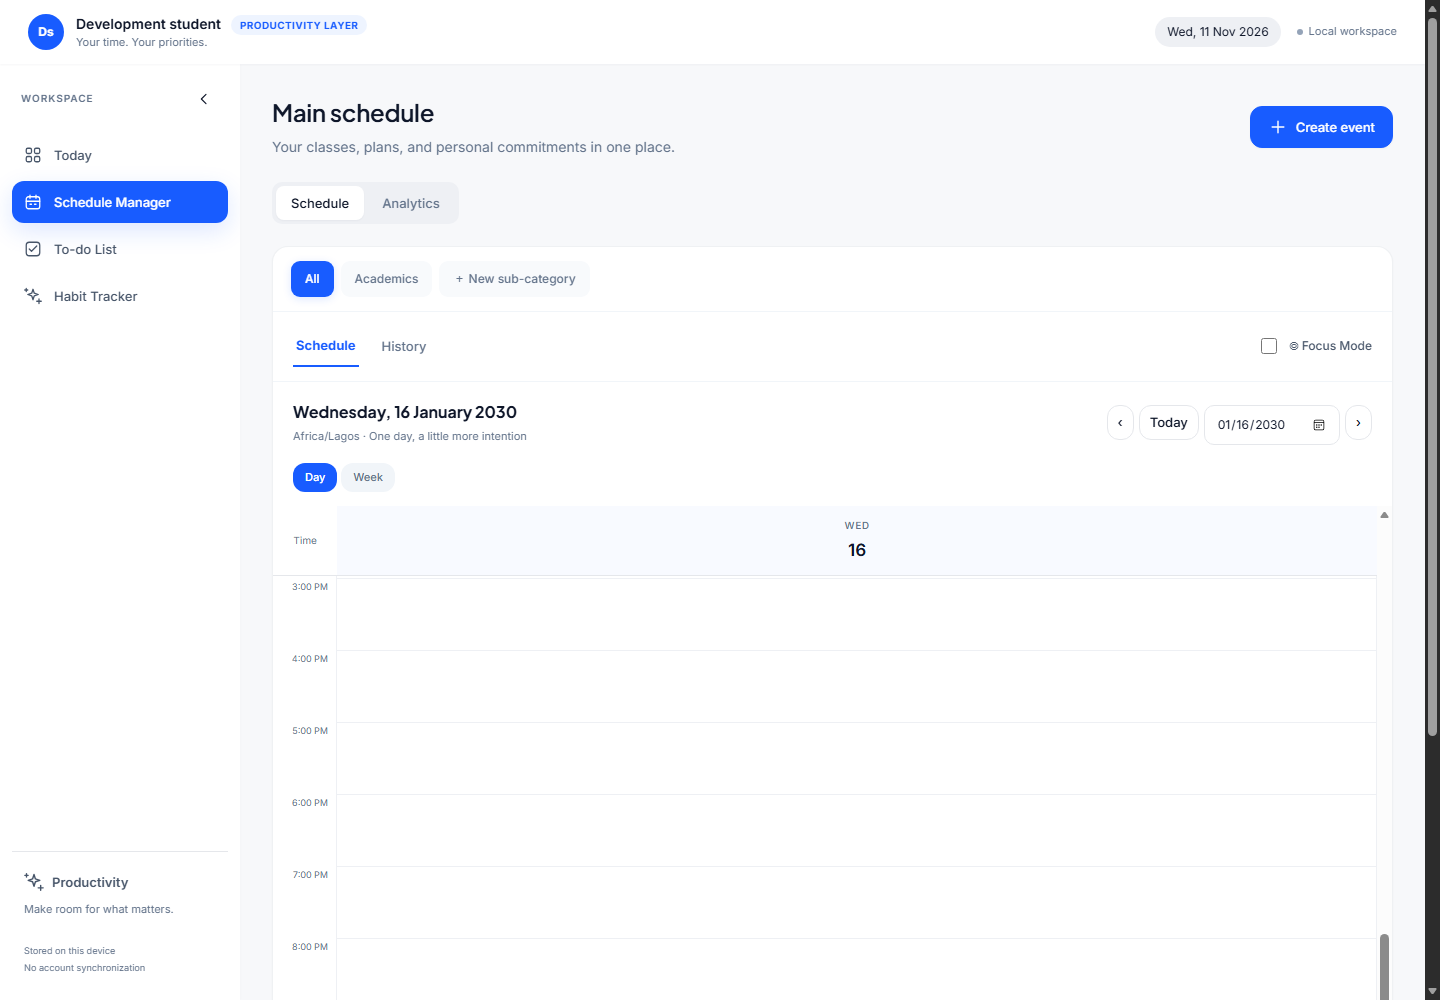 Ds
Development student PRODUCTIVITY LAYER
Your time. Your priorities.
Wed, 11 Nov 2026
Local workspace
WORKSPACE
Today
Schedule Manager
To-do List
Habit Tracker
Productivity
Make room for what matters.
Stored on this device
No account synchronization
Main schedule
Your classes, plans, and personal commitments in one place.
+ Create event
Schedule Analytics
All Academics + New sub-category
Schedule History
◎ Focus Mode
Wednesday, 16 January 2030
Africa/Lagos · One day, a little more intention
‹ Today 01/16/2030 ›
Day Week
Time
WED
16
3:00 PM
4:00 PM
5:00 PM
6:00 PM
7:00 PM
8:00 PM